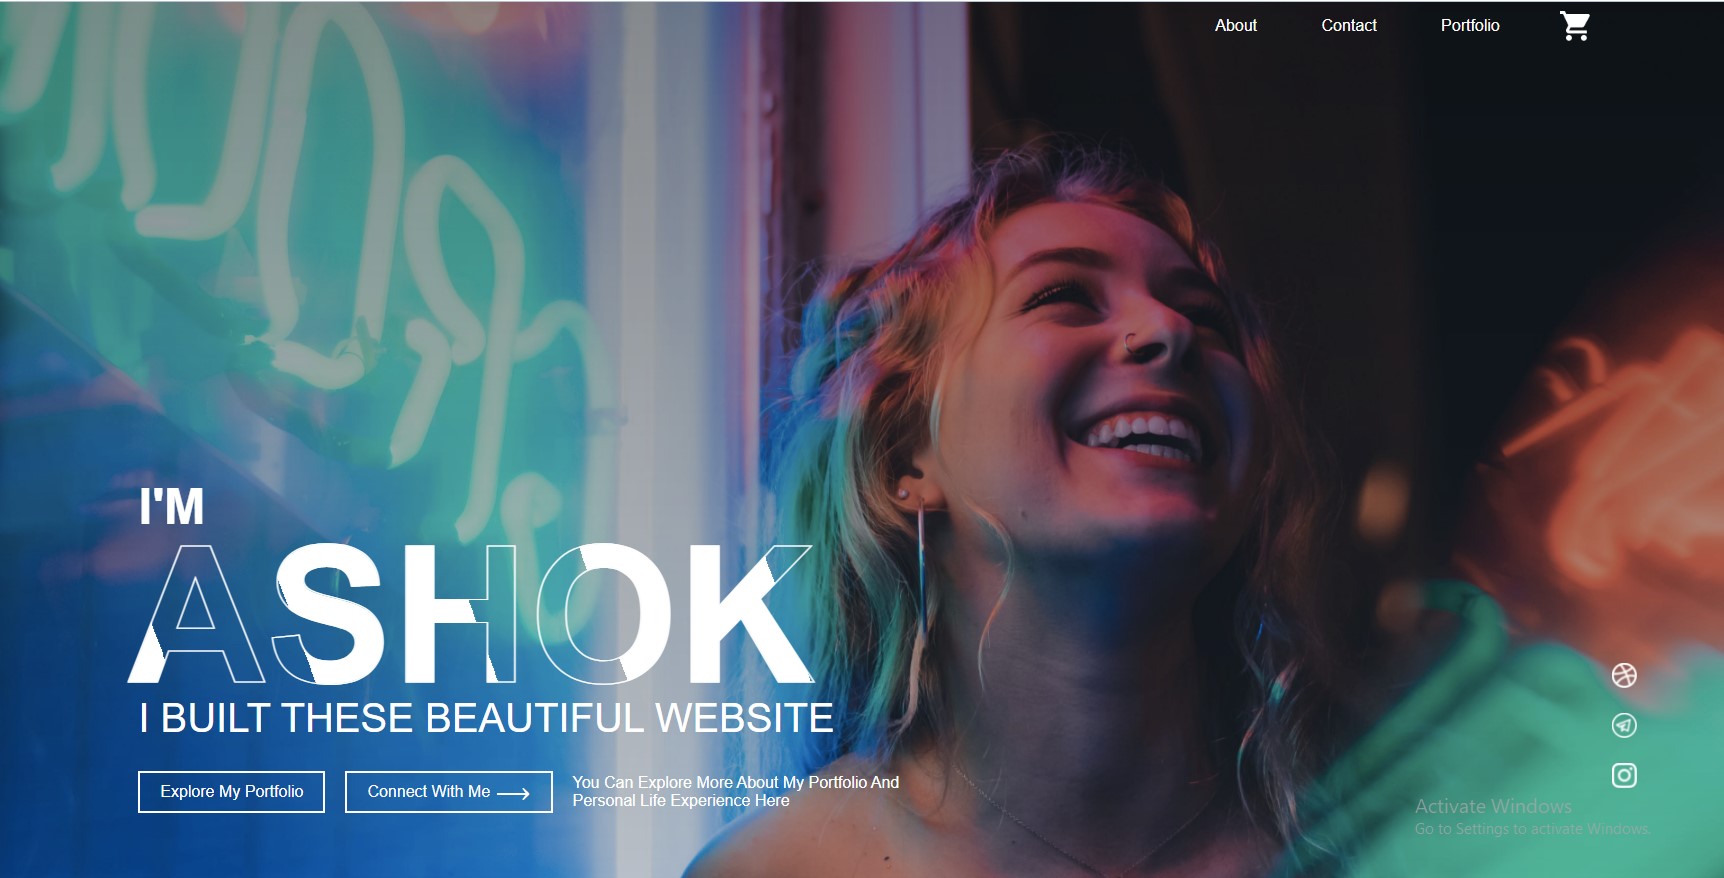 About Contact Portfolio
I'M
ASHOK
I BUILT THESE BEAUTIFUL WEBSITE
Explore My Portfolio
Connect With Me
You Can Explore More About My Portfolio And
Personal Life Experience Here
Activate Windows
Go to Settings to activate Windows.